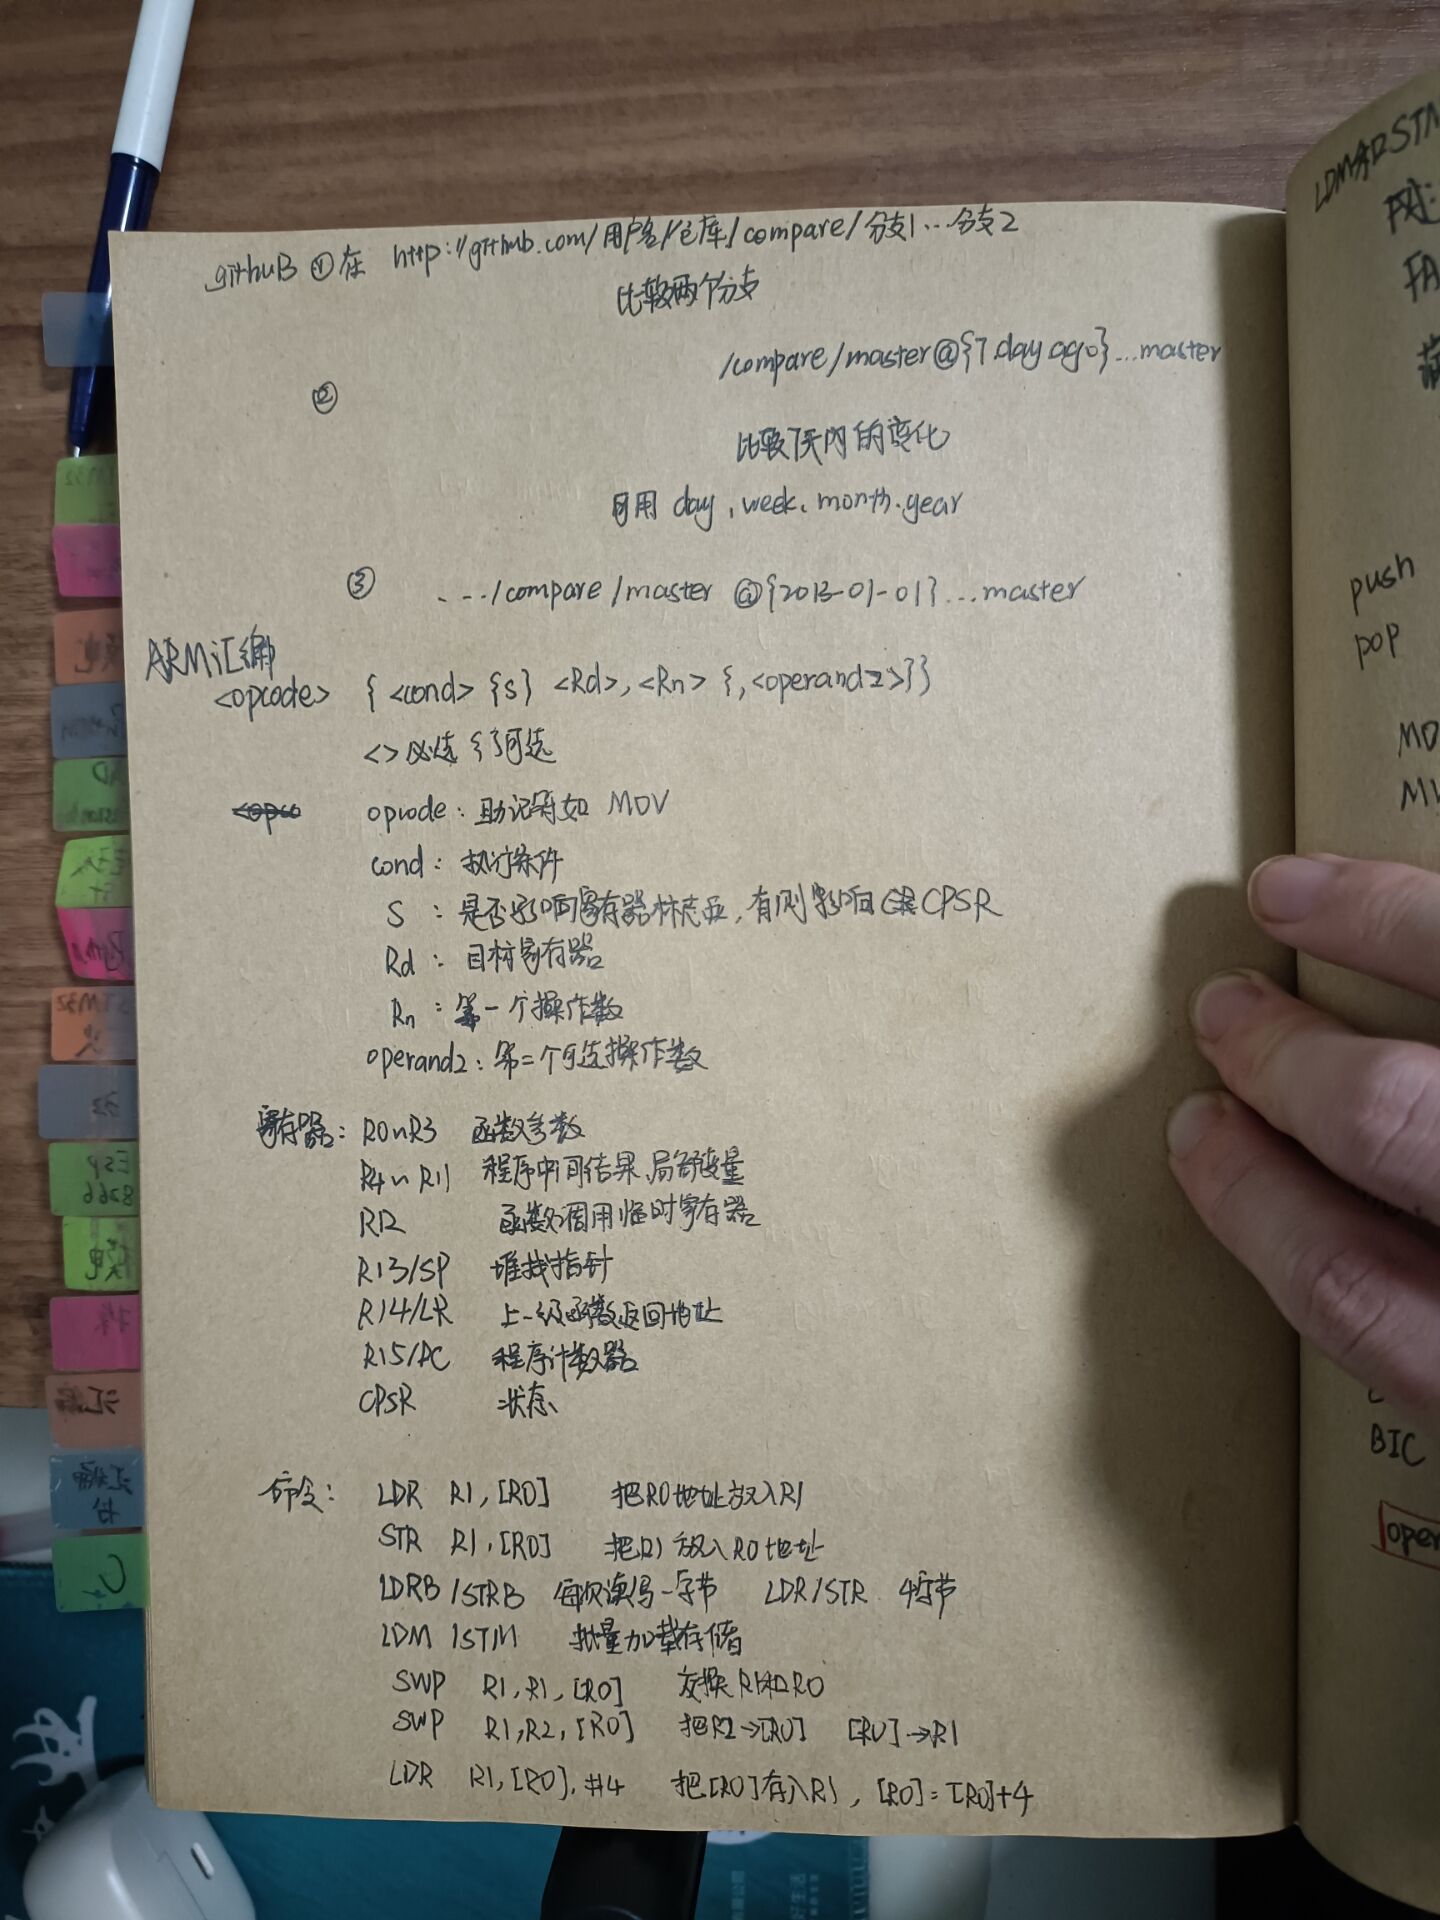 githuB ①在 http://github.com/用户名/仓库/compare/分支1...分支2
比较两个分支
/compare/master@{7.day.ago}...master
②
比较7天内的变化
可用 day、week、month.year
③ .../compare/master @{2013-01-01}...master
ARM汇编
<opcode> {<cond> {S} <Rd>,<Rn> {,<operand2>}}
<>必选 {}可选
<opco opcode:助记符如 MOV
cond:执行条件
S :是否影响寄存器标志位,有则影响 CPSR
Rd :目标寄存器
Rn :第一个操作数
operand2:第二个可选操作数
寄存器: R0~R3 函数参数
R4~R11 程序中间结果、局部变量
R12 函数调用临时寄存器
R13/SP 堆栈指针
R14/LR 上一级函数返回地址
R15/PC 程序计数器
CPSR 状态
命令: LDR R1,[R0] 把R0地址放入R1
STR R1,[R0] 把R1放入R0地址
LDRB/STRB 每次读写一字节 LDR/STR 4字节
LDM/STM 批量加载存储
SWP R1,R1,[R0] 交换R1和R0
SWP R1,R2,[R0] 把R2→[R0] [R0]→R1
LDR R1,[R0],#4 把[R0]存入R1,[R0]=[R0]+4
LDM和STM
push
pop
BIC
STM32
Esp
8266
汇编
C